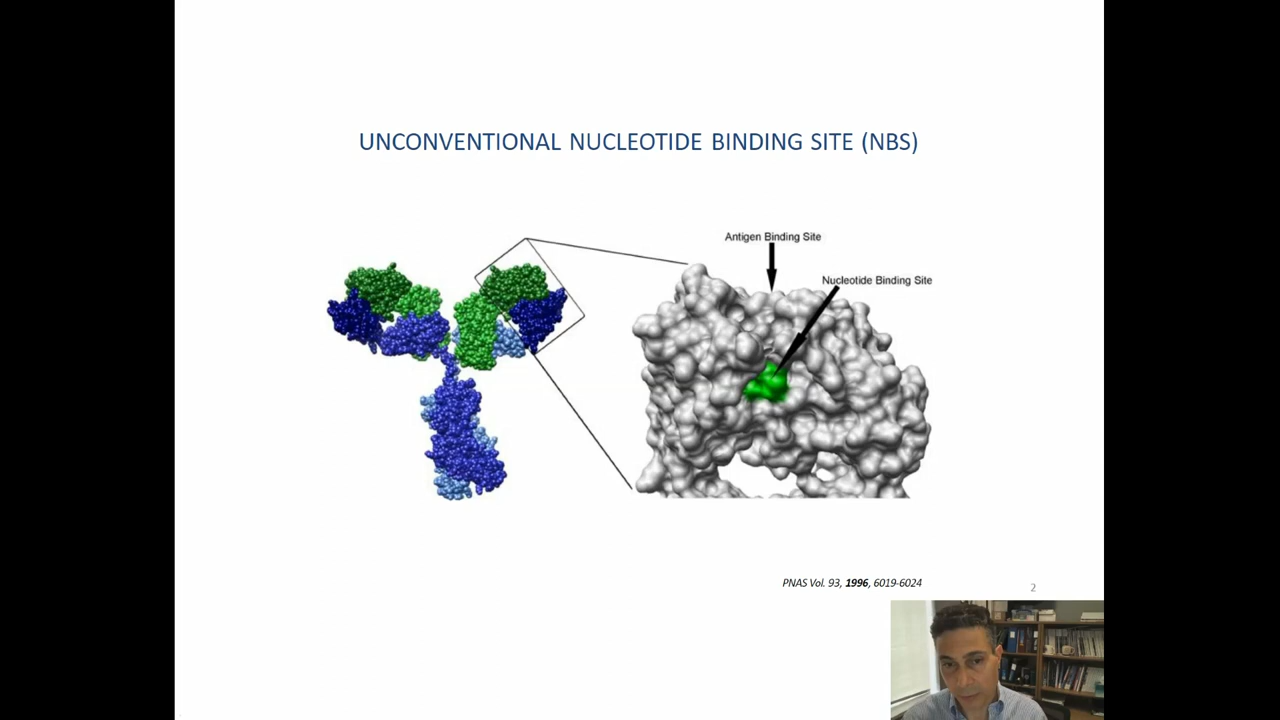 UNCONVENTIONAL NUCLEOTIDE BINDING SITE (NBS)
Antigen Binding Site
Nucleotide Binding Site
PNAS Vol. 93, 1996, 6019-6024
2